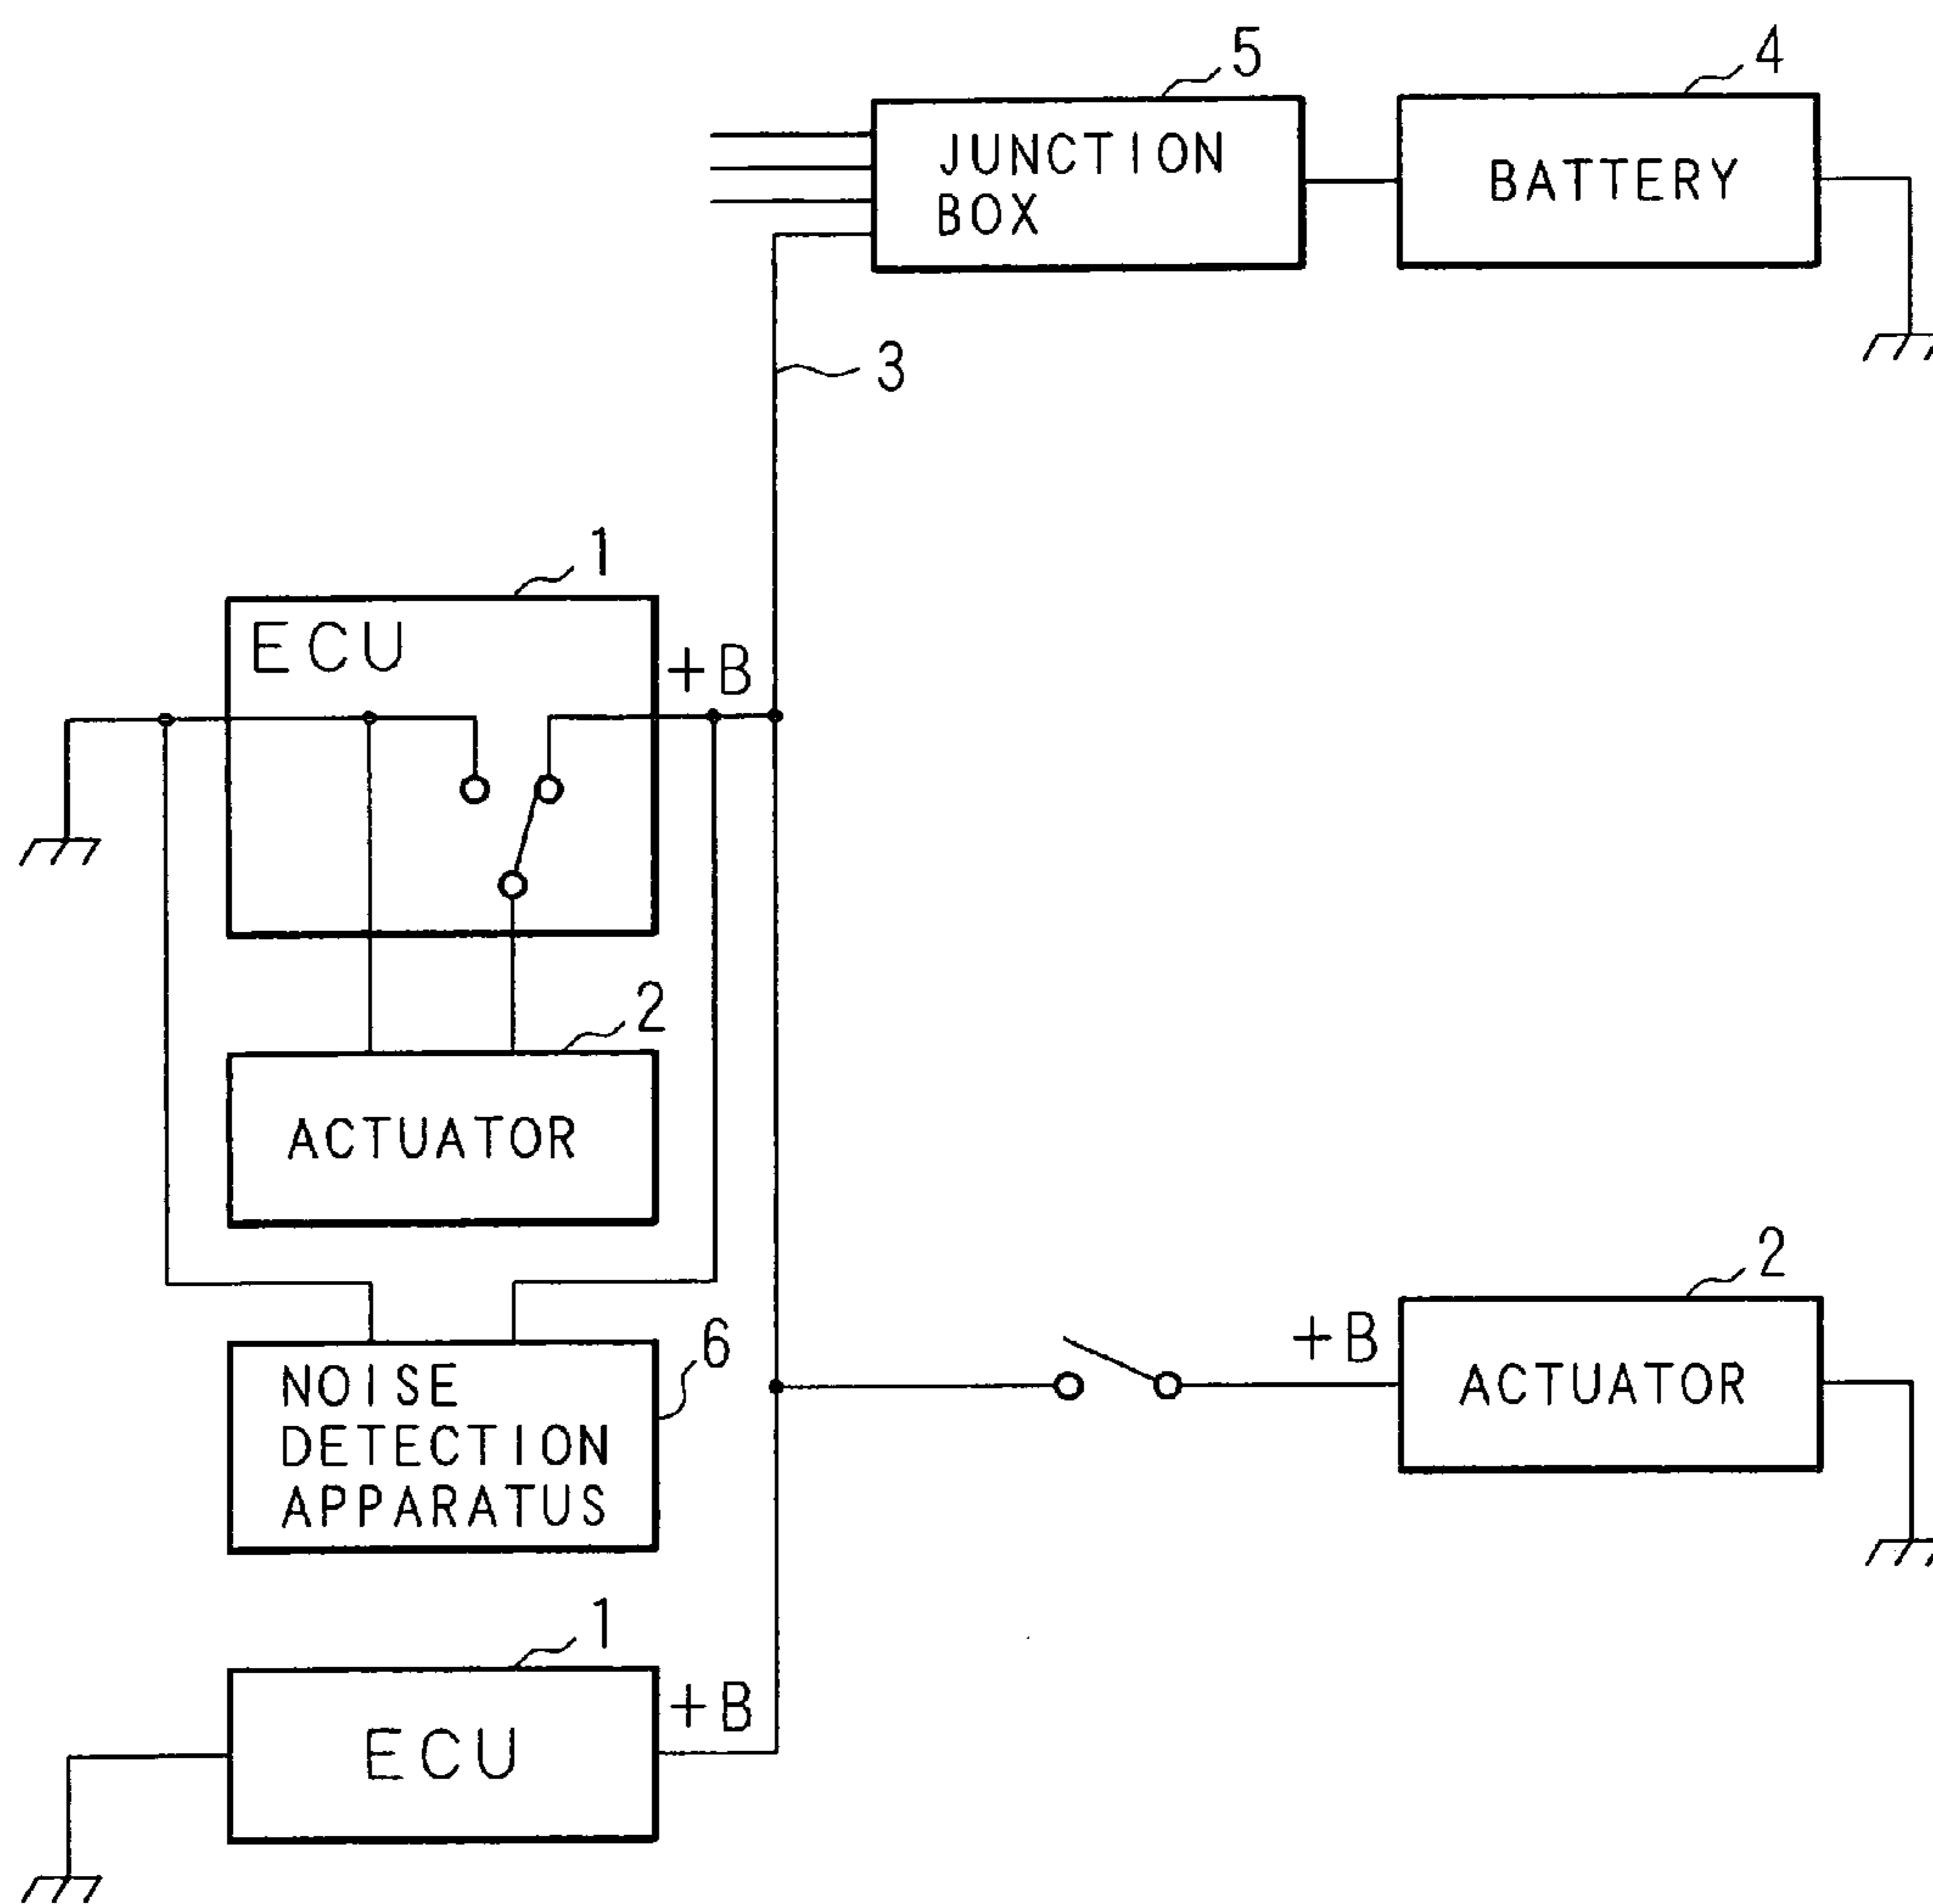 5
4
JUNCTION
BOX
BATTERY
3
1
ECU
+B
2
ACTUATOR
2
+B
ACTUATOR
6
NOISE
DETECTION
APPARATUS
1
+B
ECU